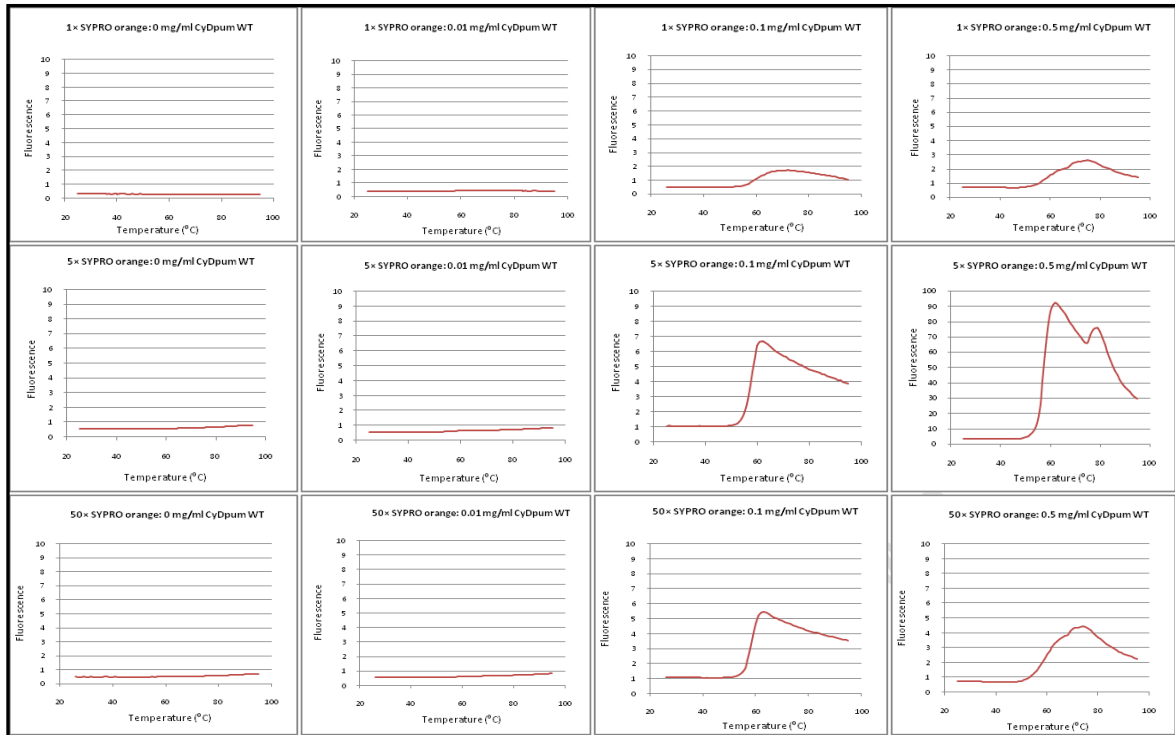 1× SYPRO orange: 0 mg/ml CyDpum WT
10
9
8
7
6
5
4
3
2
1
0
Fluorescence
20 40 60 80 100
Temperature (°C)
1× SYPRO orange: 0.01 mg/ml CyDpum WT
10
9
8
7
6
5
4
3
2
1
0
Fluorescence
20 40 60 80 100
Temperature (°C)
1× SYPRO orange: 0.1 mg/ml CyDpum WT
10
9
8
7
6
5
4
3
2
1
0
Fluorescence
20 40 60 80 100
Temperature (°C)
1× SYPRO orange: 0.5 mg/ml CyDpum WT
10
9
8
7
6
5
4
3
2
1
0
Fluorescence
20 40 60 80 100
Temperature (°C)
5× SYPRO orange: 0 mg/ml CyDpum WT
10
9
8
7
6
5
4
3
2
1
0
Fluorescence
20 40 60 80 100
Temperature (°C)
5× SYPRO orange: 0.01 mg/ml CyDpum WT
10
9
8
7
6
5
4
3
2
1
0
Fluorescence
20 40 60 80 100
Temperature (°C)
5× SYPRO orange: 0.1 mg/ml CyDpum WT
10
9
8
7
6
5
4
3
2
1
0
Fluorescence
20 40 60 80 100
Temperature (°C)
5× SYPRO orange: 0.5 mg/ml CyDpum WT
100
90
80
70
60
50
40
30
20
10
0
Fluorescence
20 40 60 80 100
Temperature (°C)
50× SYPRO orange: 0 mg/ml CyDpum WT
10
9
8
7
6
5
4
3
2
1
0
Fluorescence
20 40 60 80 100
Temperature (°C)
50× SYPRO orange: 0.01 mg/ml CyDpum WT
10
9
8
7
6
5
4
3
2
1
0
Fluorescence
20 40 60 80 100
Temperature (°C)
50× SYPRO orange: 0.1 mg/ml CyDpum WT
10
9
8
7
6
5
4
3
2
1
0
Fluorescence
20 40 60 80 100
Temperature (°C)
50× SYPRO orange: 0.5 mg/ml CyDpum WT
10
9
8
7
6
5
4
3
2
1
0
Fluorescence
20 40 60 80 100
Temperature (°C)